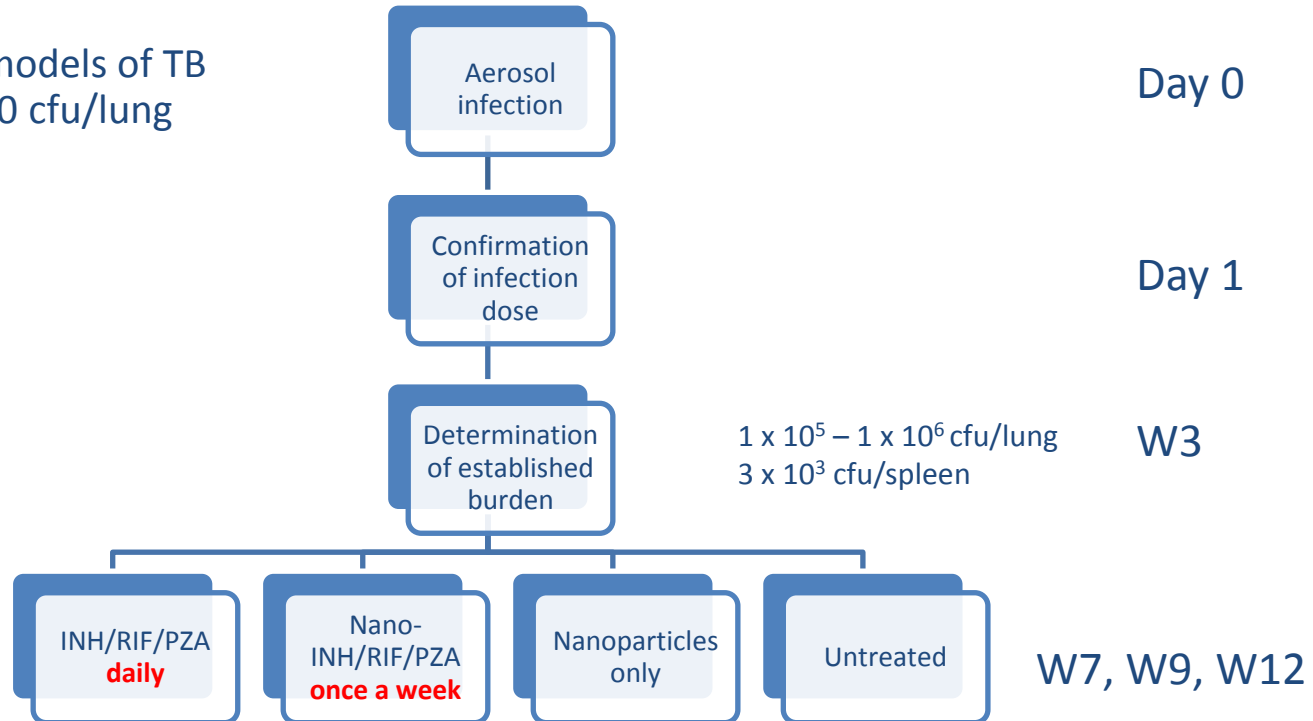 models of TB
0 cfu/lung
Aerosol
infection
Day 0
Confirmation
of infection
dose
Day 1
Determination
of established
burden
1 x 10⁵ – 1 x 10⁶ cfu/lung
3 x 10³ cfu/spleen
W3
INH/RIF/PZA
daily
Nano-
INH/RIF/PZA
once a week
Nanoparticles
only
Untreated
W7, W9, W12